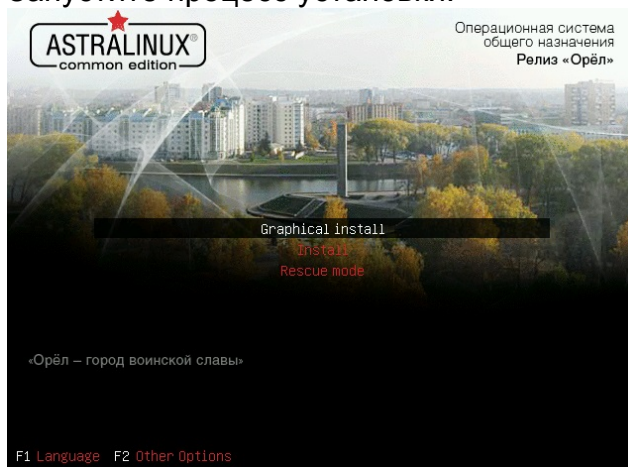 Запустите процесс установки.
ASTRALINUX®
common edition
Операционная система
общего назначения
Релиз «Орёл»
Graphical install
Install
Rescue mode
«Орёл – город воинской славы»
F1 Language F2 Other Options